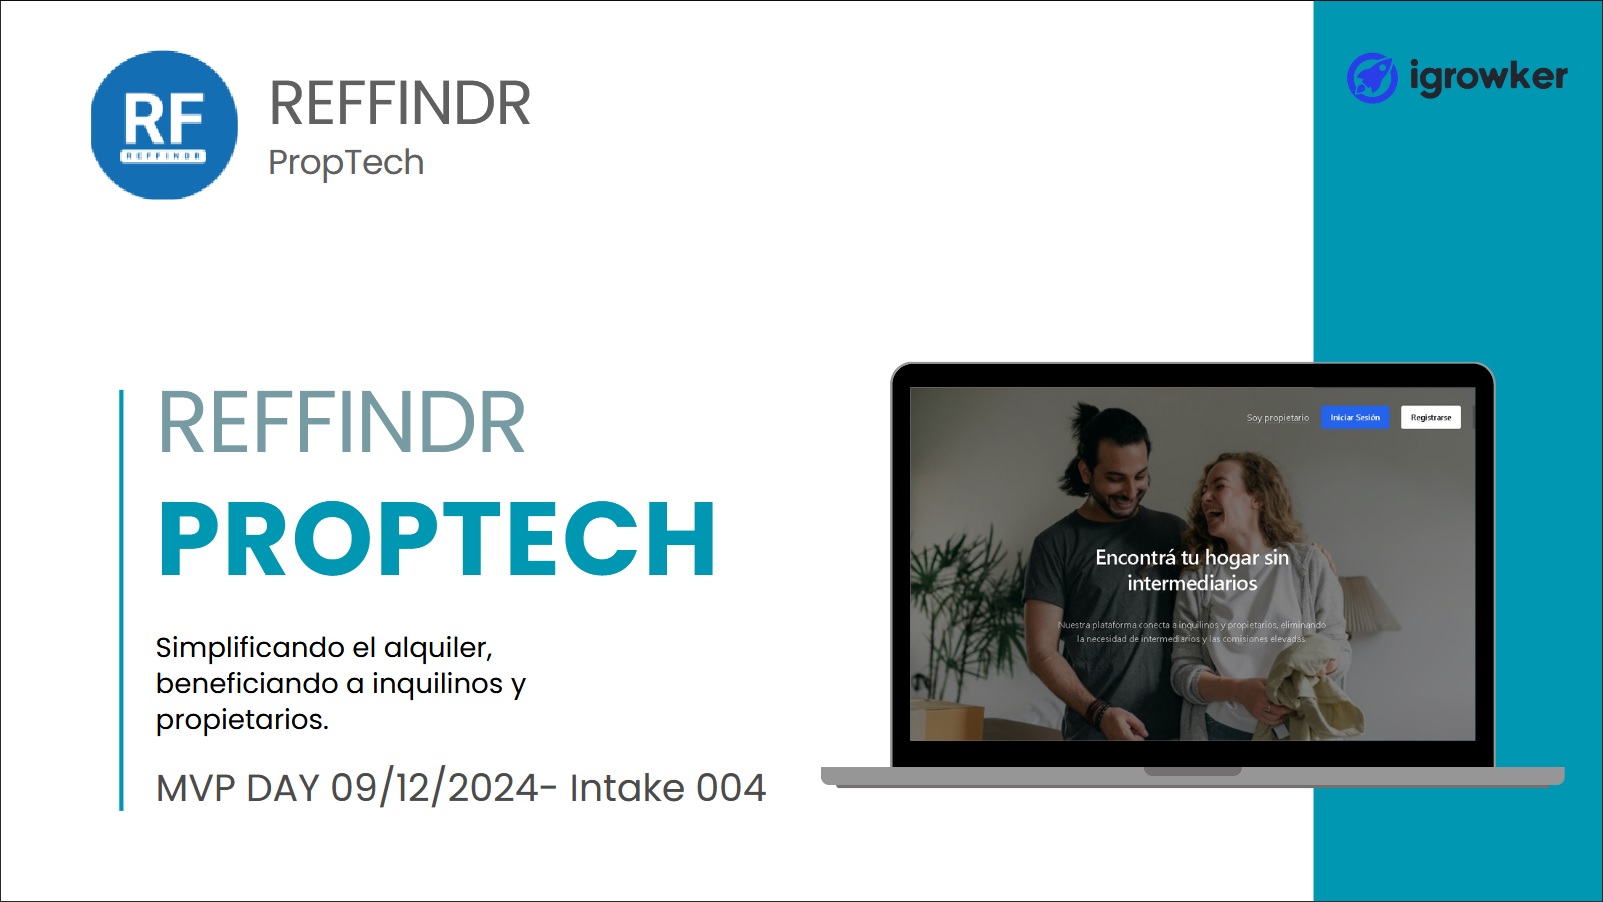 RF
REFFINDR
REFFINDR
PropTech
igrowker
REFFINDR
PROPTECH
Simplificando el alquiler,
beneficiando a inquilinos y
propietarios.
MVP DAY 09/12/2024- Intake 004
Soy propietario
Iniciar Sesión
Registrarse
Encontrá tu hogar sin
intermediarios
Nuestra plataforma conecta a inquilinos y propietarios, eliminando
la necesidad de intermediarios y las comisiones elevadas.